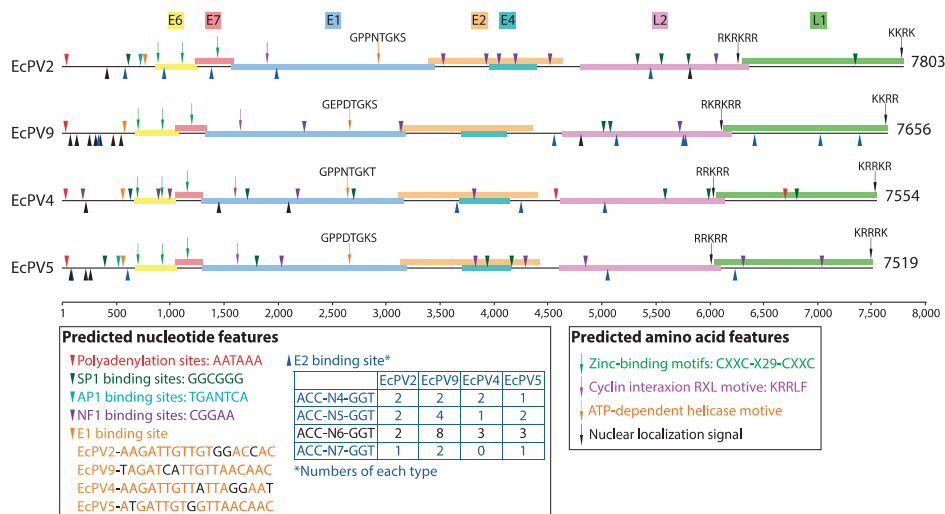 E6 E7 E1 E2 E4 L2 L1
GPPNTGKS RKRKRR KKRK
EcPV2 7803
GEPDTGKS RKRKRR KKRR
EcPV9 7656
GPPNTGKT RRKRR KRRKR
EcPV4 7554
GPPDTGKS RRKRR KRRRK
EcPV5 7519
1 500 1,000 1,500 2,000 2,500 3,000 3,500 4,000 4,500 5,000 5,500 6,000 6,500 7,000 7,500 8,000
Predicted nucleotide features
Polyadenylation sites: AATAAA
SP1 binding sites: GGCGGG
AP1 binding sites: TGANTCA
NF1 binding sites: CGGAA
E1 binding site
EcPV2-AAGATTGTTGTGGACCAC
EcPV9-TAGATCATTGTTAACAAC
EcPV4-AAGATTGTTATTAGGAAT
EcPV5-ATGATTGTGGTTAACAAC
E2 binding site*
EcPV2 EcPV9 EcPV4 EcPV5
ACC-N4-GGT 2 2 2 1
ACC-N5-GGT 2 4 1 2
ACC-N6-GGT 2 8 3 3
ACC-N7-GGT 1 2 0 1
*Numbers of each type
Predicted amino acid features
Zinc-binding motifs: CXXC-X29-CXXC
Cyclin interaxion RXL motive: KRRLF
ATP-dependent helicase motive
Nuclear localization signal